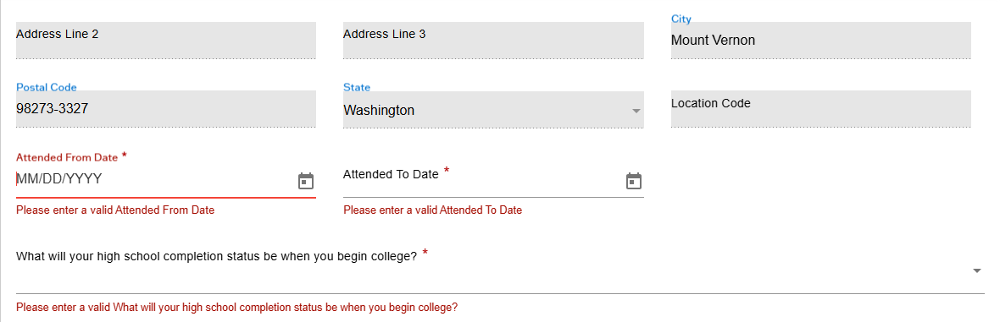 City
Address Line 2
Address Line 3
Mount Vernon
Postal Code
State
98273-3327
Washington
Location Code
Attended From Date *
MM/DD/YYYY
Attended To Date *
Please enter a valid Attended From Date
Please enter a valid Attended To Date
What will your high school completion status be when you begin college? *
Please enter a valid What will your high school completion status be when you begin college?